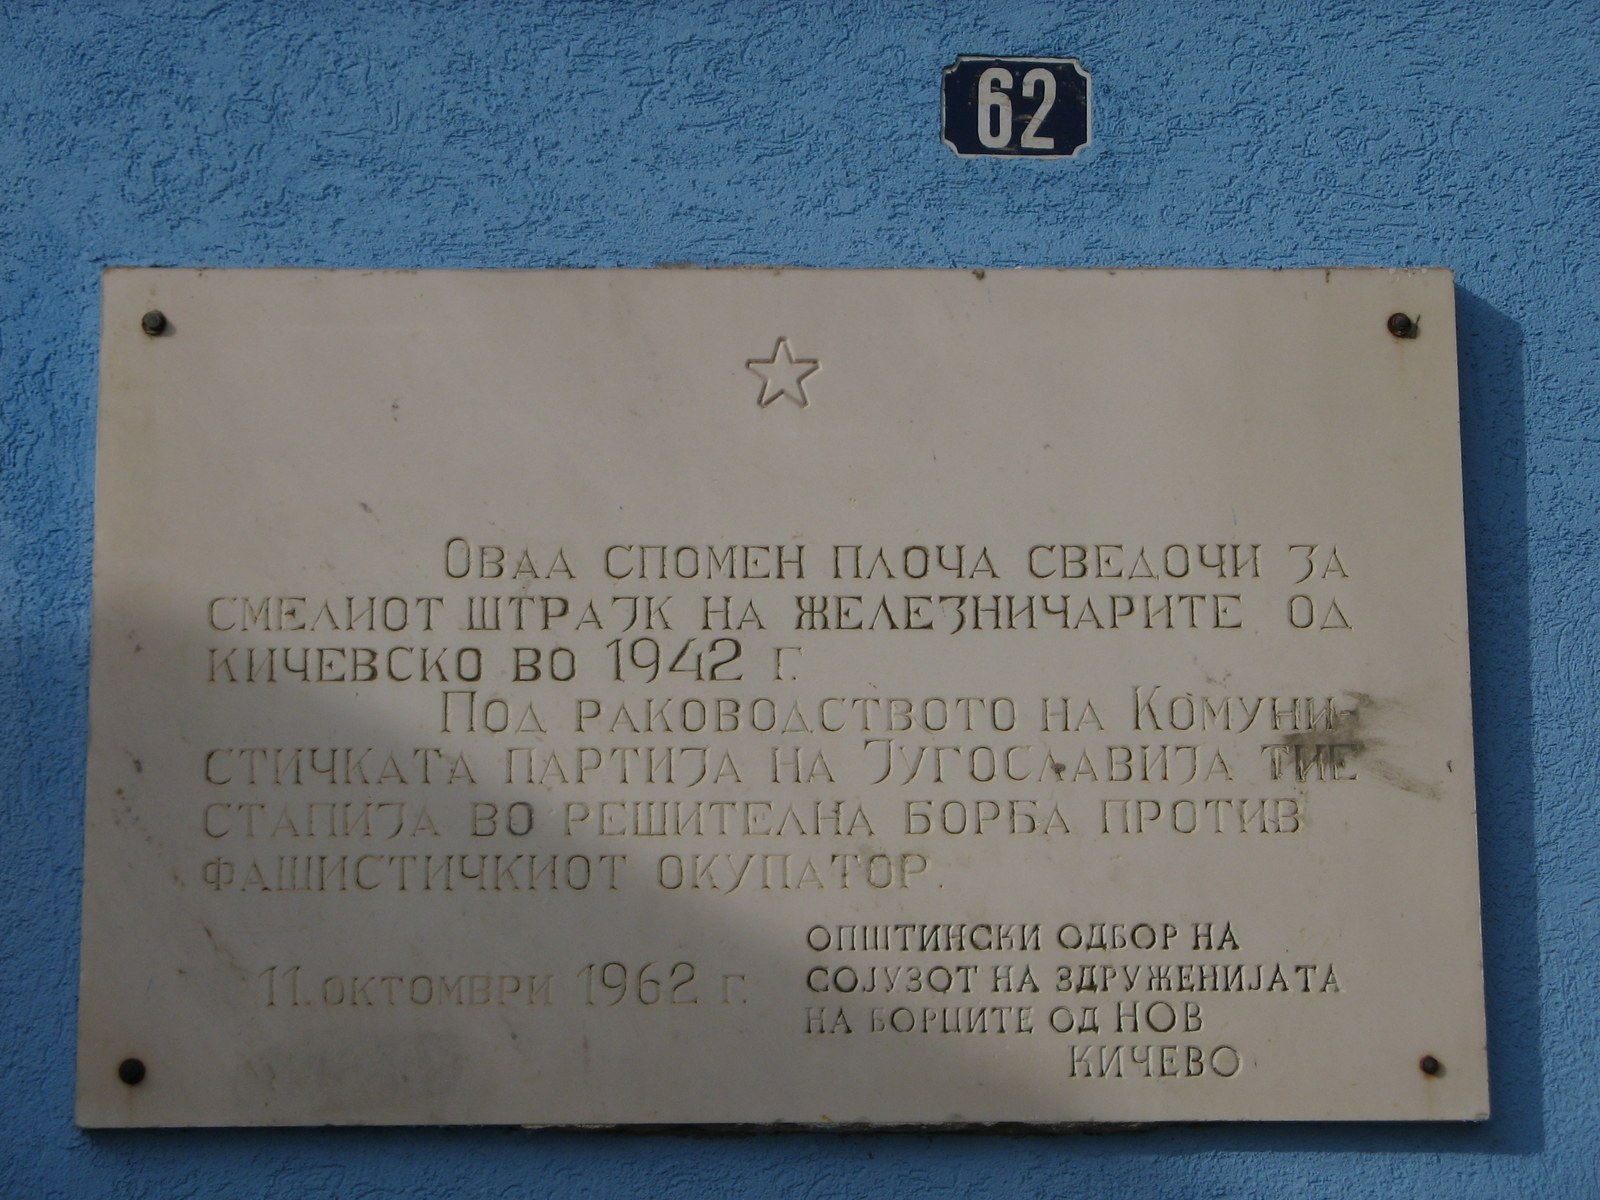 62
Оваа спомен плоча сведочи за
смелиот штрајк на железничарите од
кичевско во 1942 г.
Под раководството на Комуни-
стичката партија на Југославија тие
стапија во решителна борба против
фашистичкиот окупатор.
11. октомври 1962 г.
ОПШТИНСКИ ОДБОР НА
СОЈУЗОТ НА ЗДРУЖЕНИЈАТА
НА БОРЦИТЕ ОД НОВ
КИЧЕВО